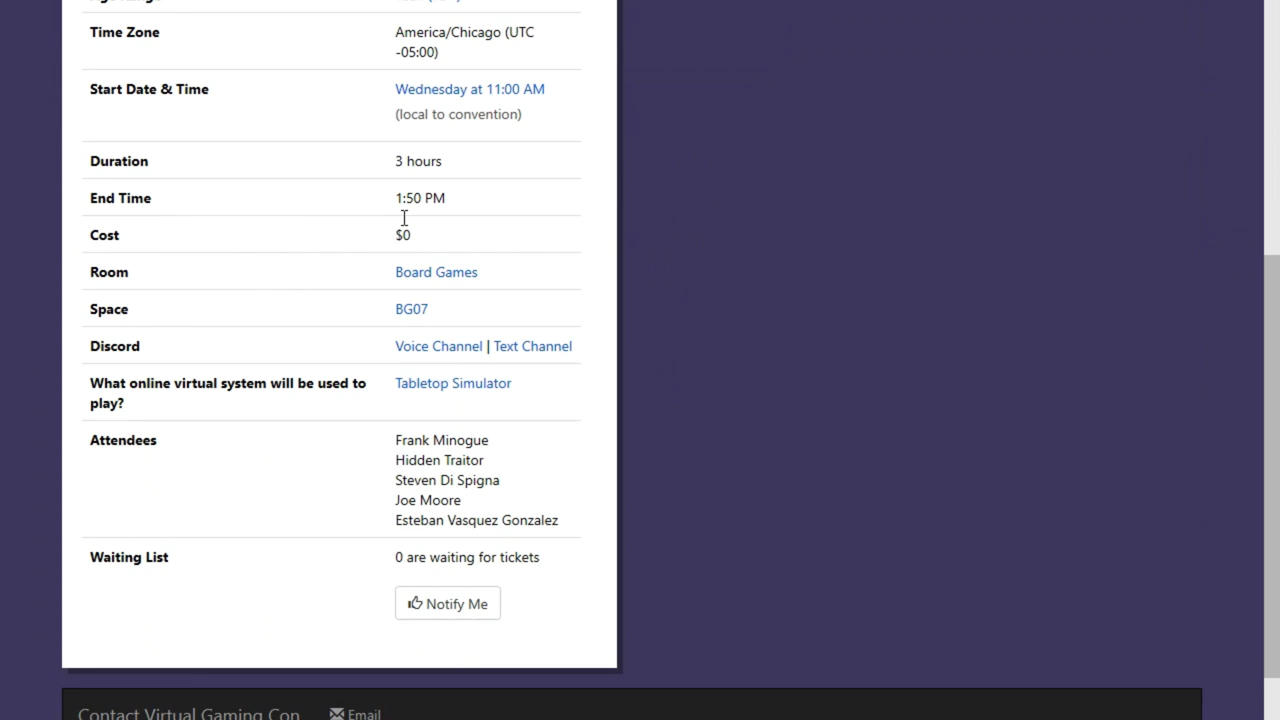 Time Zone
America/Chicago (UTC
-05:00)
Start Date & Time
Wednesday at 11:00 AM
(local to convention)
Duration
3 hours
End Time
1:50 PM
Cost
$0
Room
Board Games
Space
BG07
Discord
Voice Channel | Text Channel
What online virtual system will be used to
play?
Tabletop Simulator
Attendees
Frank Minogue
Hidden Traitor
Steven Di Spigna
Joe Moore
Esteban Vasquez Gonzalez
Waiting List
0 are waiting for tickets
Notify Me
Contact Virtual Gaming Con
Email